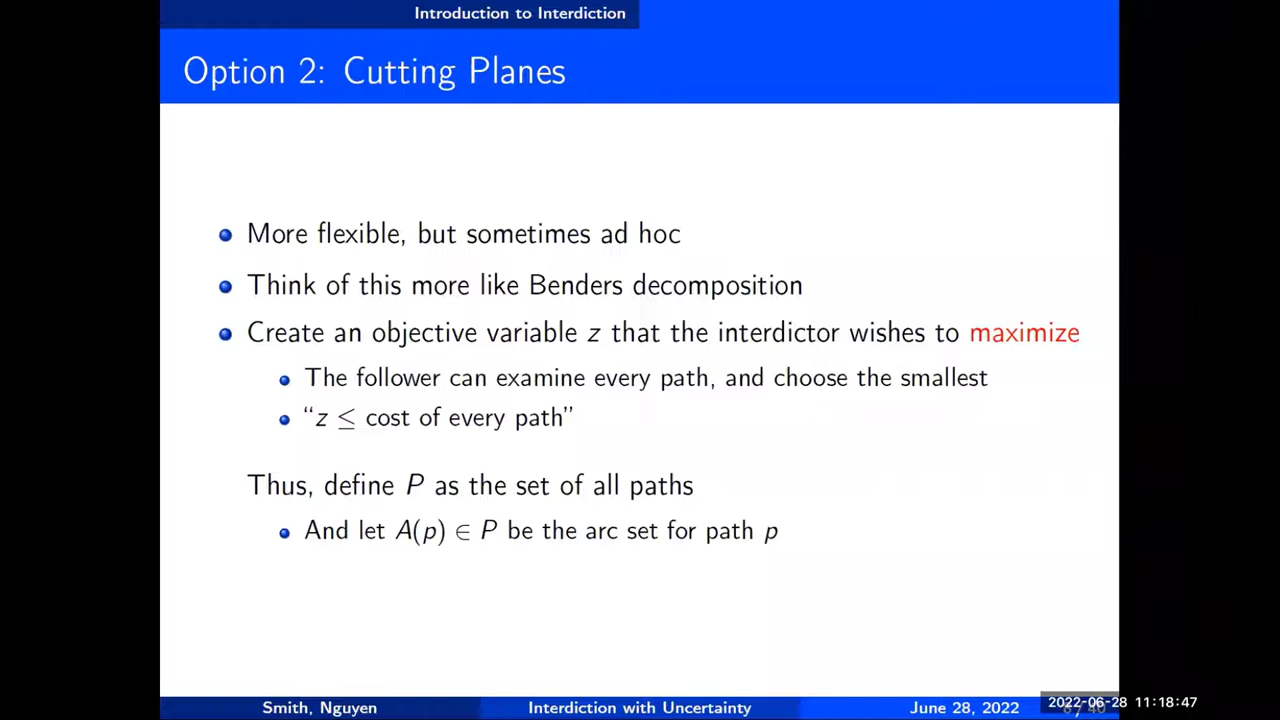 Introduction to Interdiction
Option 2: Cutting Planes
More flexible, but sometimes ad hoc
Think of this more like Benders decomposition
Create an objective variable z that the interdictor wishes to maximize
The follower can examine every path, and choose the smallest
“z ≤ cost of every path”
Thus, define P as the set of all paths
And let A(p) ∈ P be the arc set for path p
Smith, Nguyen
Interdiction with Uncertainty
June 28, 2022
2022-06-28 11:18:47